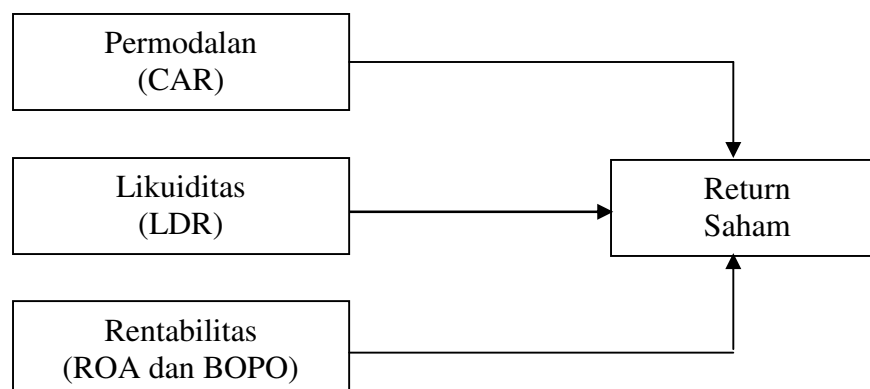 Permodalan
(CAR)
Likuiditas
(LDR)
Return
Saham
Rentabilitas
(ROA dan BOPO)